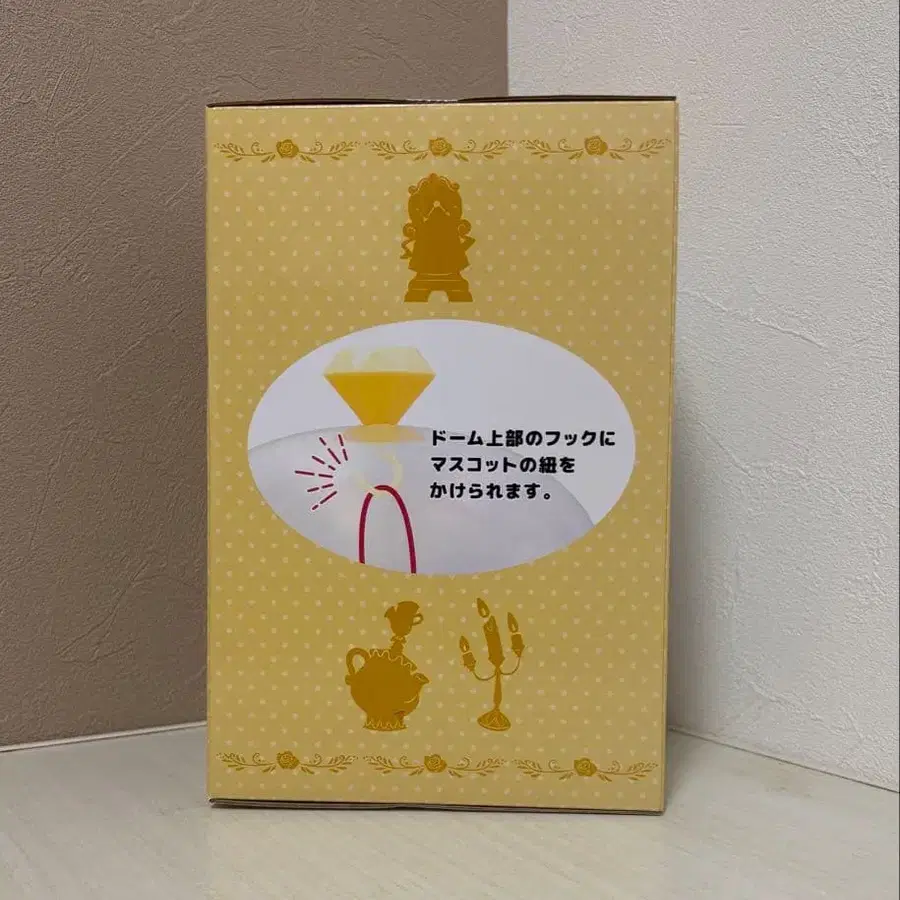 ドーム上部のフックに
マスコットの紐を
かけられます。